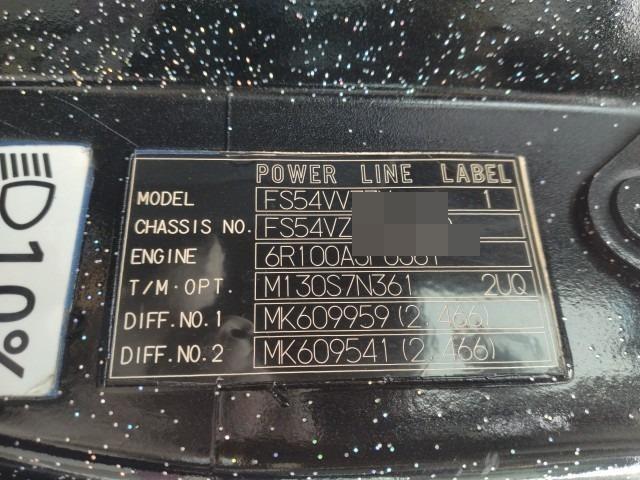 POWER LINE LABEL
MODEL FS54VV 1
CHASSIS NO. FS54VZ
ENGINE 6R100A
T/M·OPT. M130S7N361 2UQ
DIFF.NO.1 MK609959(2.466)
DIFF.NO.2 MK609541(2.466)
10%